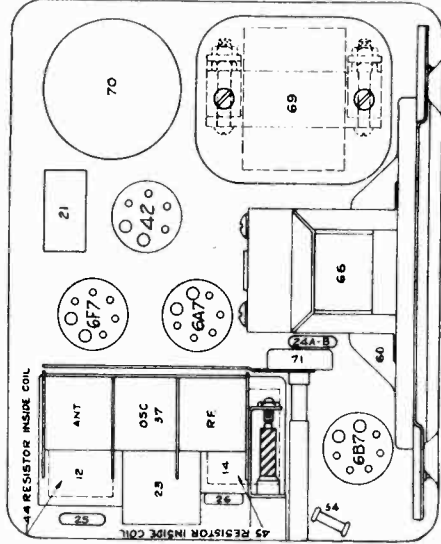 70
69
21
42
6F7
6A7
66
44 RESISTOR INSIDE COIL
ANT
OSC
37
RF
12
23
14
25
26
45 RESISTOR INSIDE COIL
24A-B
71
60
6B7
54